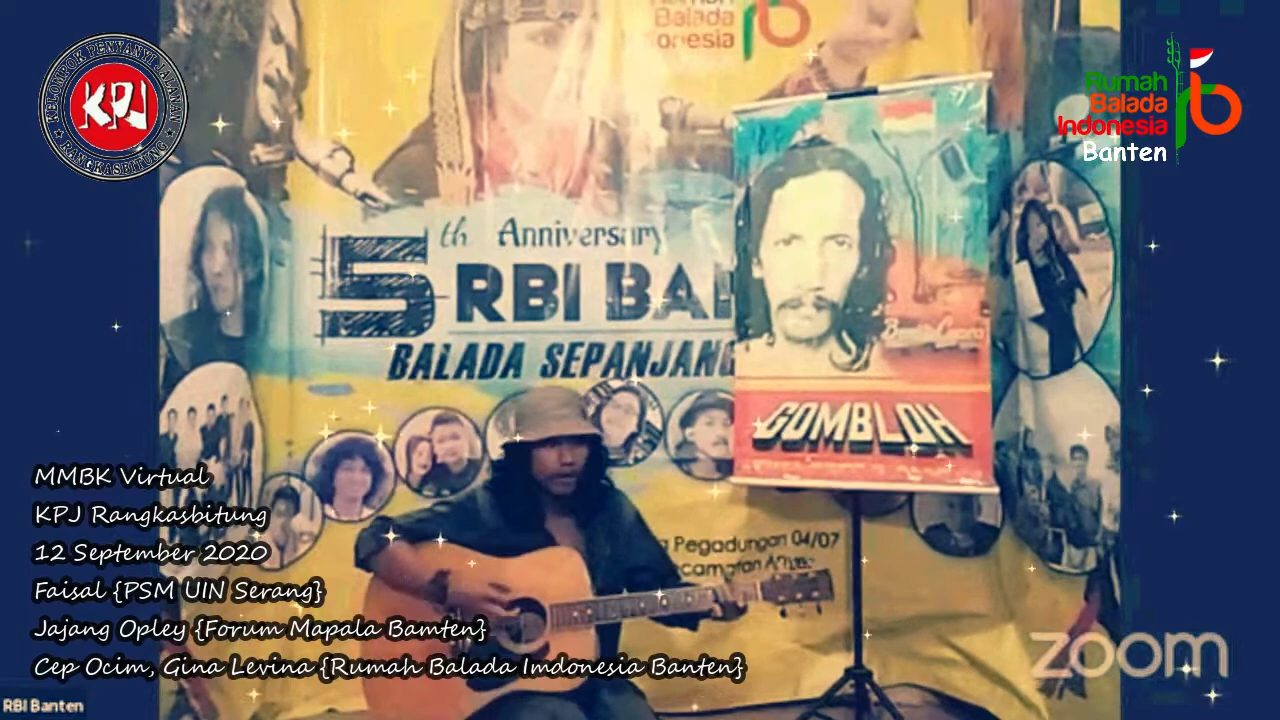 KELOMPOK PENYANYI JALANAN
KPJ
RANGKASBITUNG
Balada
onesia
Rumah
Balada
Indonesia
Banten
5 th Anniversary
RBI BA
BALADA SEPANJANG
GOMBLOH
Pegadungan 04/07
MMBK Virtual
KPJ Rangkasbitung
12 September 2020
Faisal {PSM UIN Serang}
Jajang Opley {Forum Mapala Bamten}
Cep Ocim, Gina Levina {Rumah Balada Imdonesia Banten}
zoom
RBI Banten